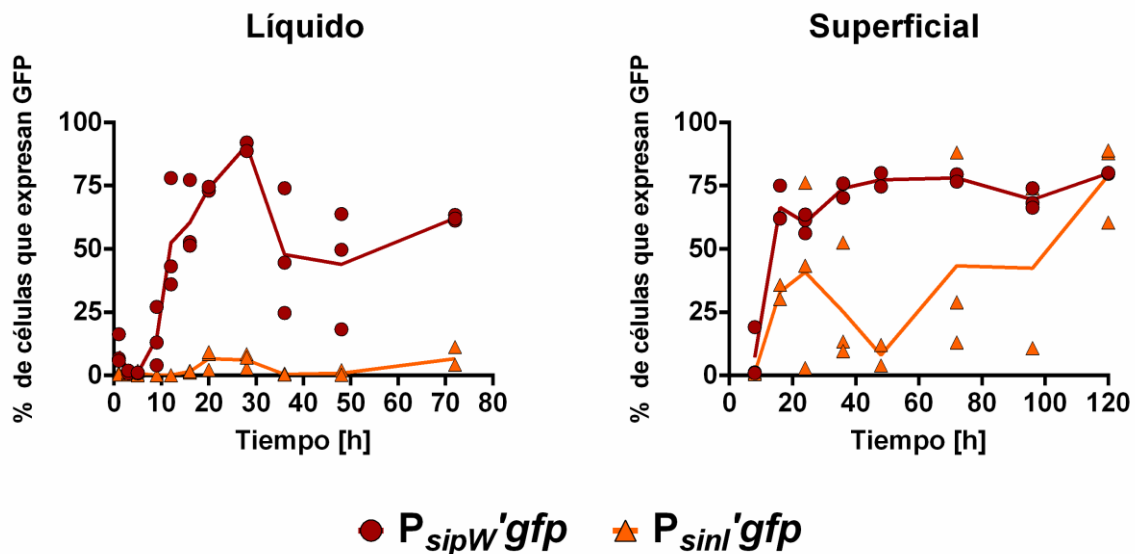 Líquido
% de células que expresan GFP
100
75
50
25
0
0 10 20 30 40 50 60 70 80
Tiempo [h]
Superficial
% de células que expresan GFP
100
75
50
25
0
0 20 40 60 80 100 120
Tiempo [h]
PsipW'gfp PsinI'gfp